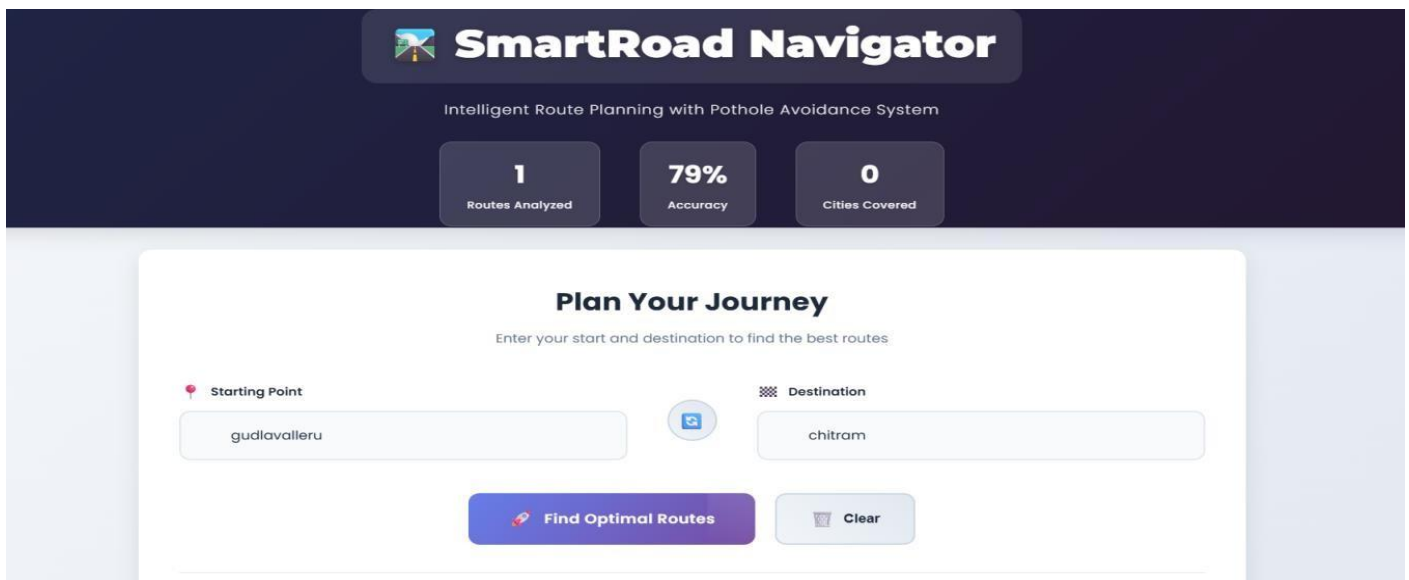 SmartRoad Navigator
Intelligent Route Planning with Pothole Avoidance System
1 79% 0
Routes Analyzed Accuracy Cities Covered
Plan Your Journey
Enter your start and destination to find the best routes
Starting Point Destination
gudlavalleru chitram
Find Optimal Routes Clear